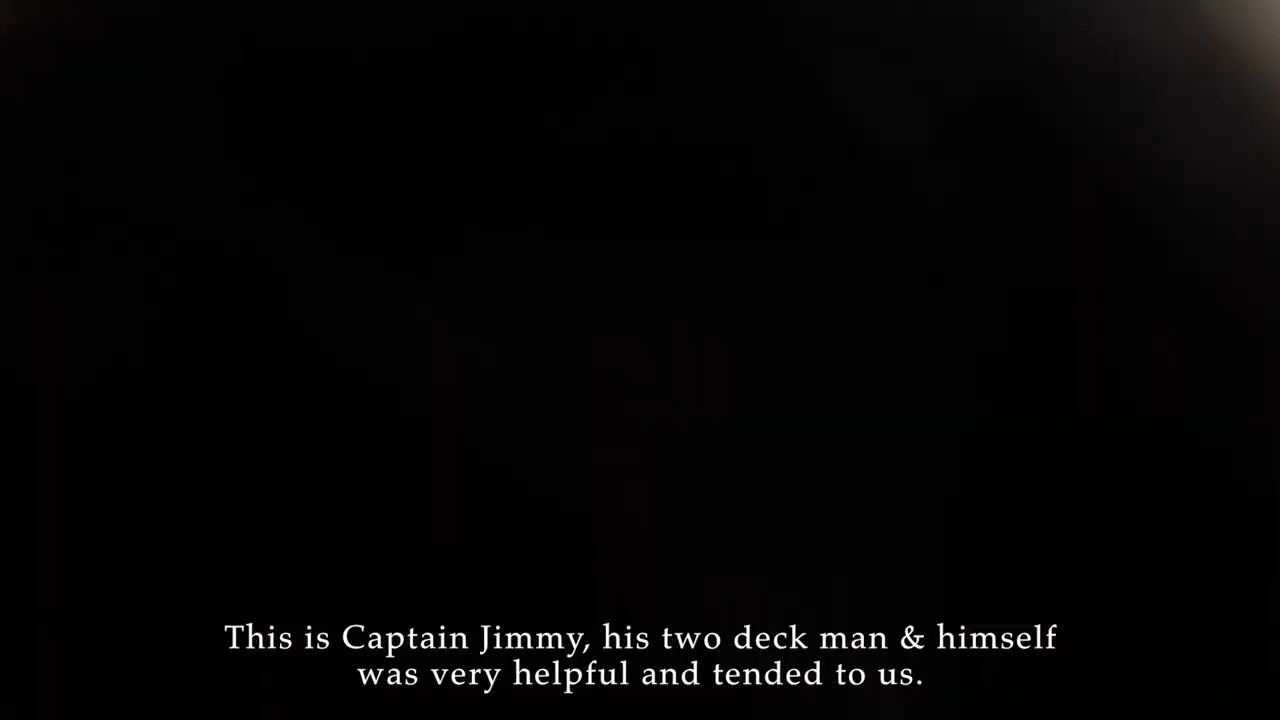 This is Captain Jimmy, his two deck man & himself
was very helpful and tended to us.